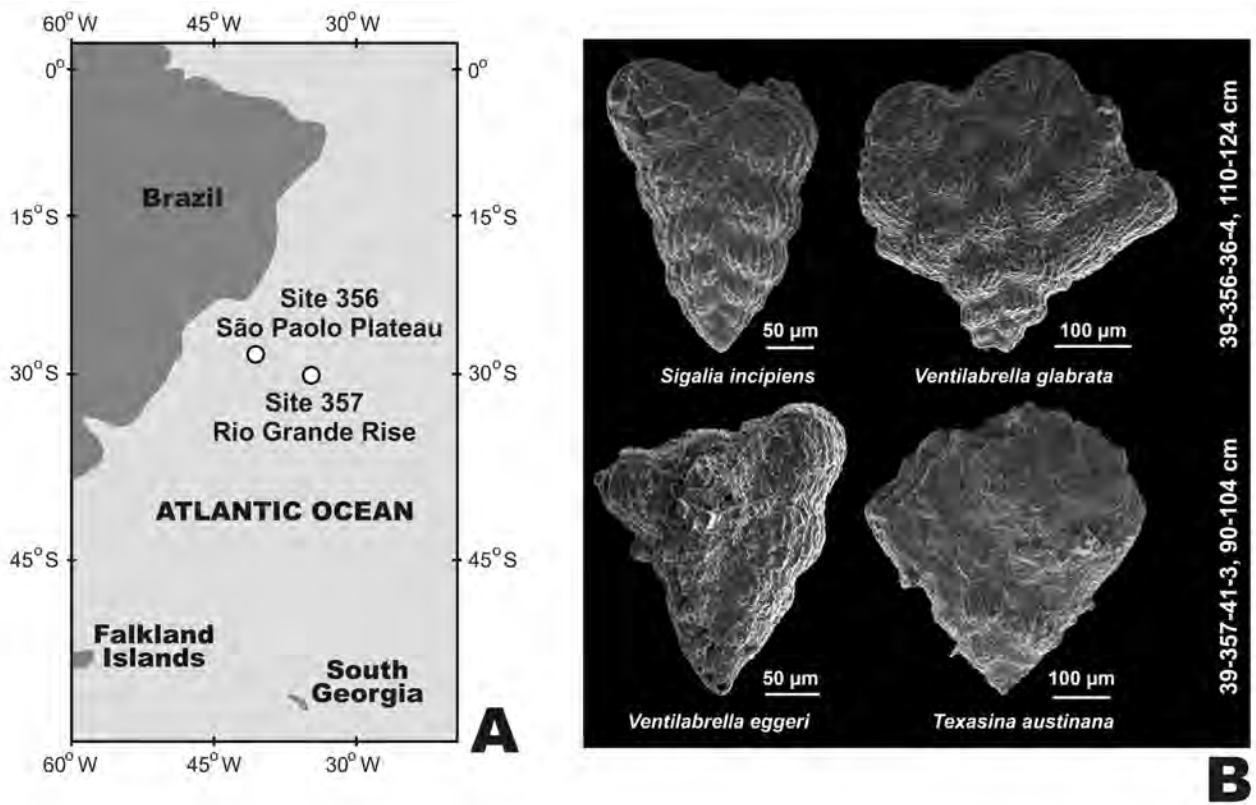 60°W 45°W 30°W
0° 0°
Brazil
15°S 15°S
Site 356
São Paolo Plateau
30°S 30°S
Site 357
Rio Grande Rise
ATLANTIC OCEAN
45°S 45°S
Falkland
Islands
South
Georgia
60°W 45°W 30°W
A
50 µm
100 µm
Sigalia incipiens
Ventilabrella glabrata
39-356-36-4, 110-124 cm
50 µm
100 µm
Ventilabrella eggeri
Texasina austinana
39-357-41-3, 90-104 cm
B